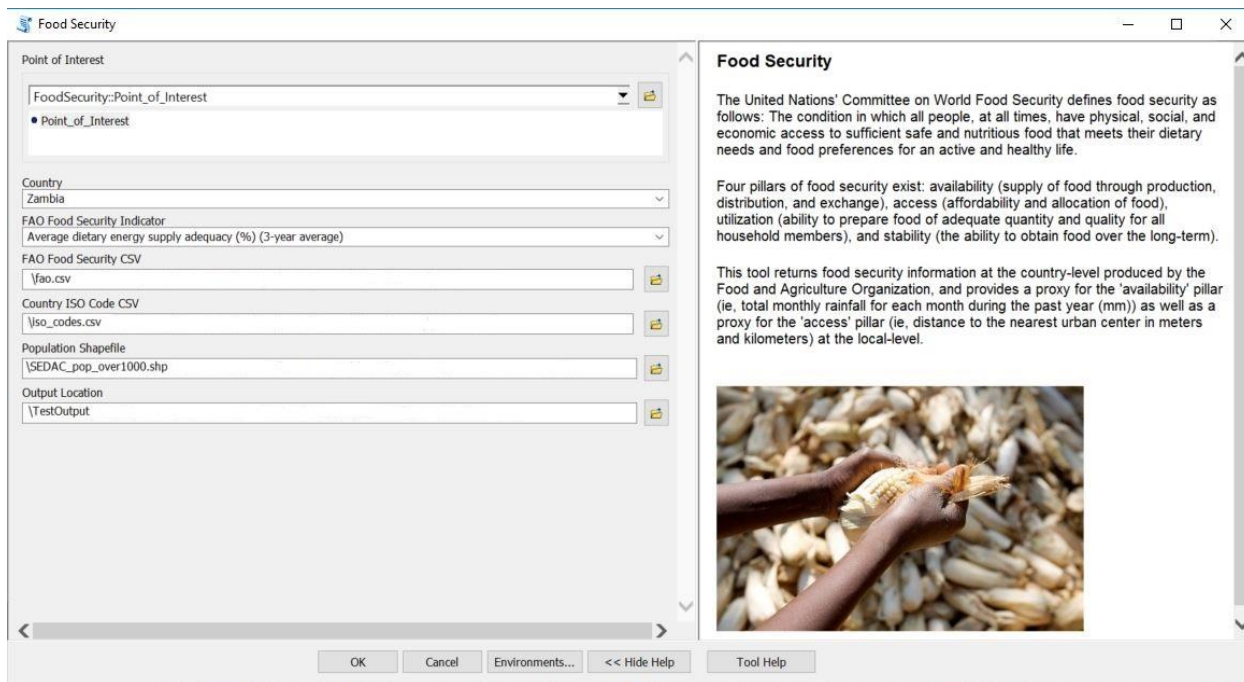 Food Security
Point of Interest
FoodSecurity::Point_of_Interest
Point_of_Interest
Country
Zambia
FAO Food Security Indicator
Average dietary energy supply adequacy (%) (3-year average)
FAO Food Security CSV
\fao.csv
Country ISO Code CSV
\iso_codes.csv
Population Shapefile
\SEDAC_pop_over1000.shp
Output Location
\TestOutput
Food Security
The United Nations' Committee on World Food Security defines food security as
follows: The condition in which all people, at all times, have physical, social, and
economic access to sufficient safe and nutritious food that meets their dietary
needs and food preferences for an active and healthy life.
Four pillars of food security exist: availability (supply of food through production,
distribution, and exchange), access (affordability and allocation of food),
utilization (ability to prepare food of adequate quantity and quality for all
household members), and stability (the ability to obtain food over the long-term).
This tool returns food security information at the country-level produced by the
Food and Agriculture Organization, and provides a proxy for the 'availability' pillar
(ie, total monthly rainfall for each month during the past year (mm)) as well as a
proxy for the 'access' pillar (ie, distance to the nearest urban center in meters
and kilometers) at the local-level.
OK
Cancel
Environments...
<< Hide Help
Tool Help